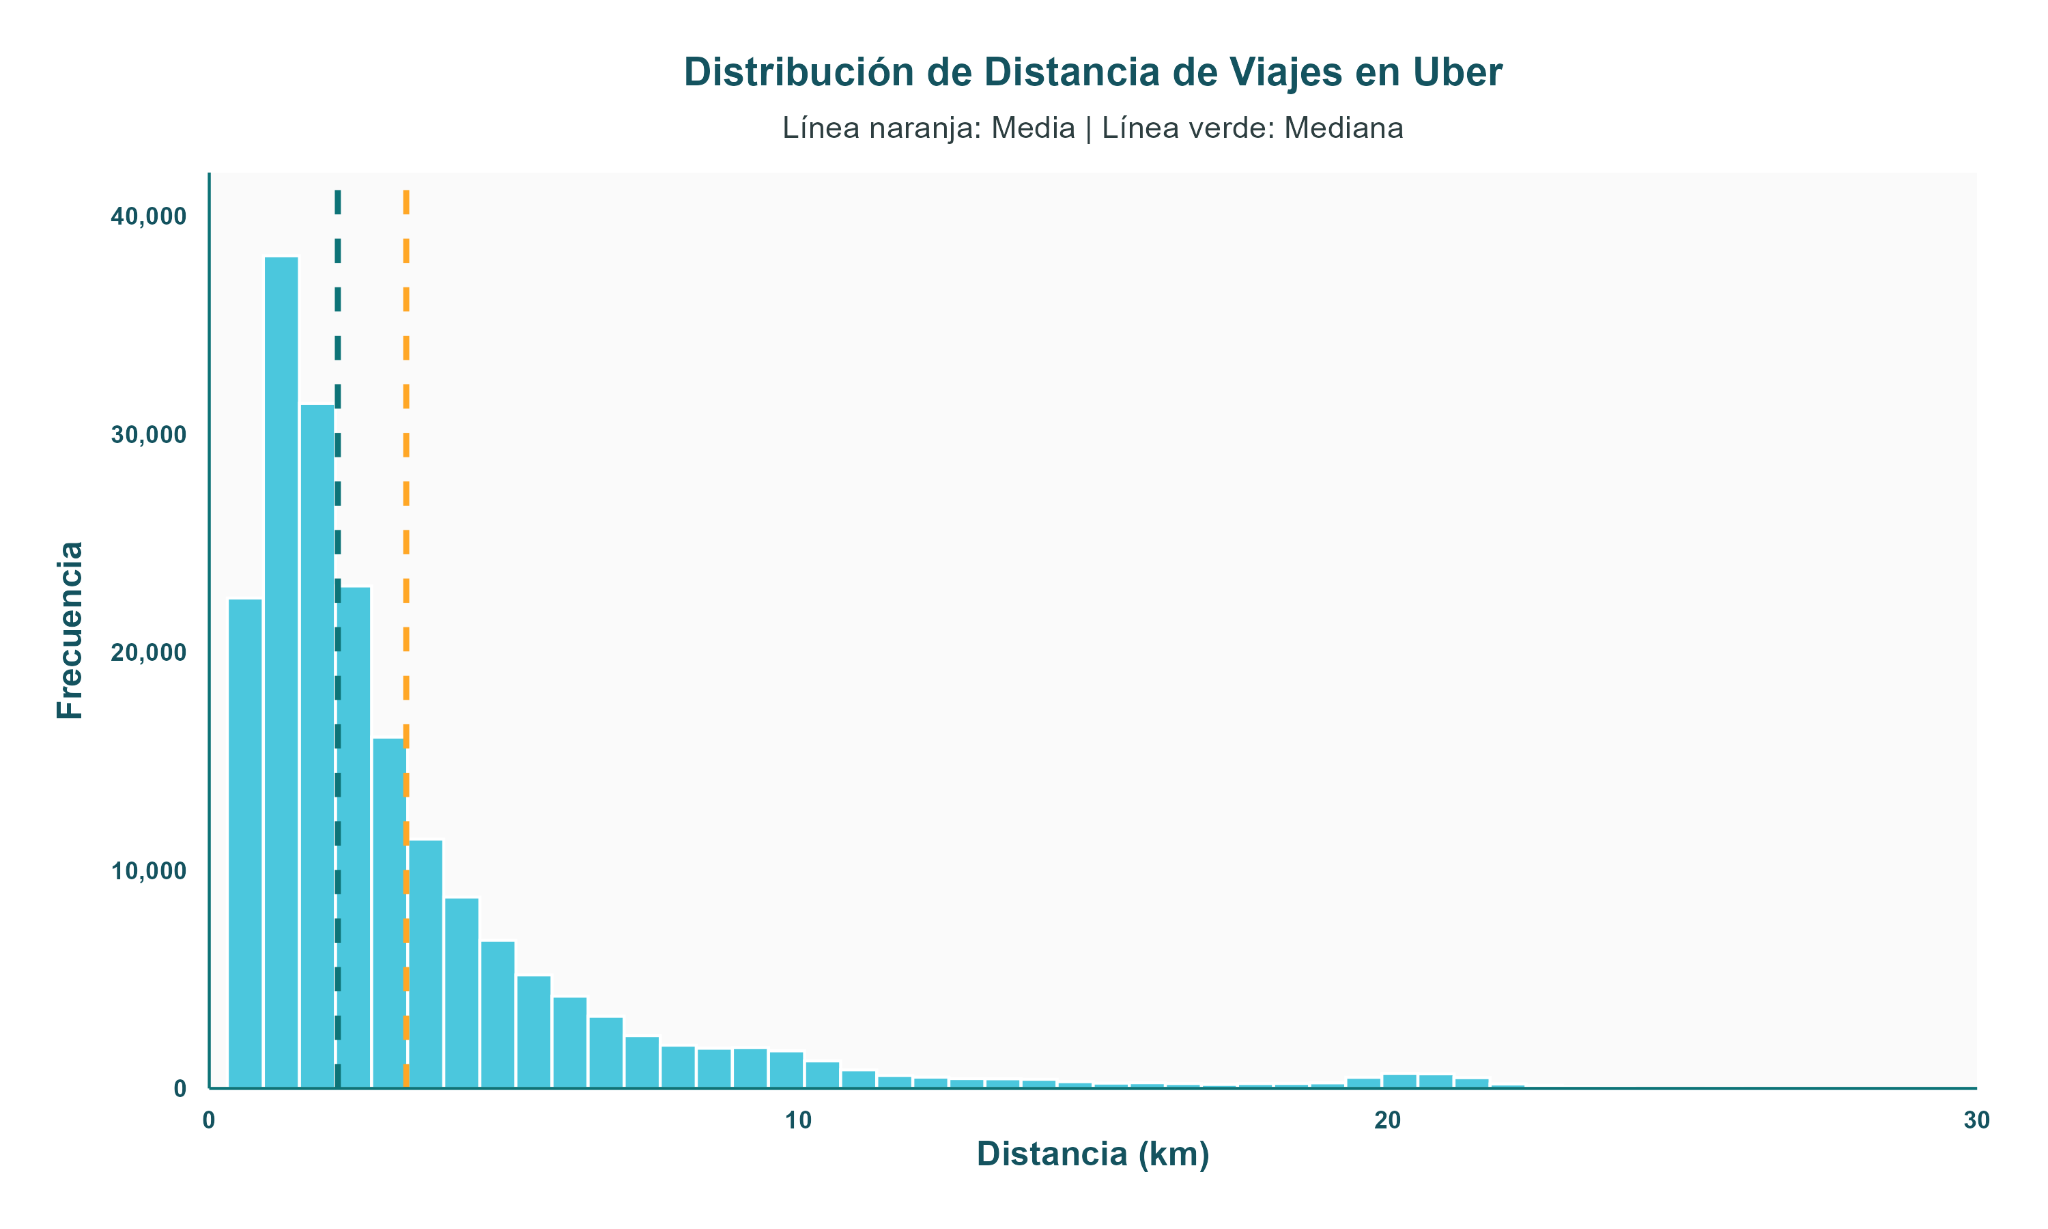 Distribución de Distancia de Viajes en Uber
Línea naranja: Media | Línea verde: Mediana
40,000
30,000
20,000
10,000
0
Frecuencia
0 10 20 30
Distancia (km)